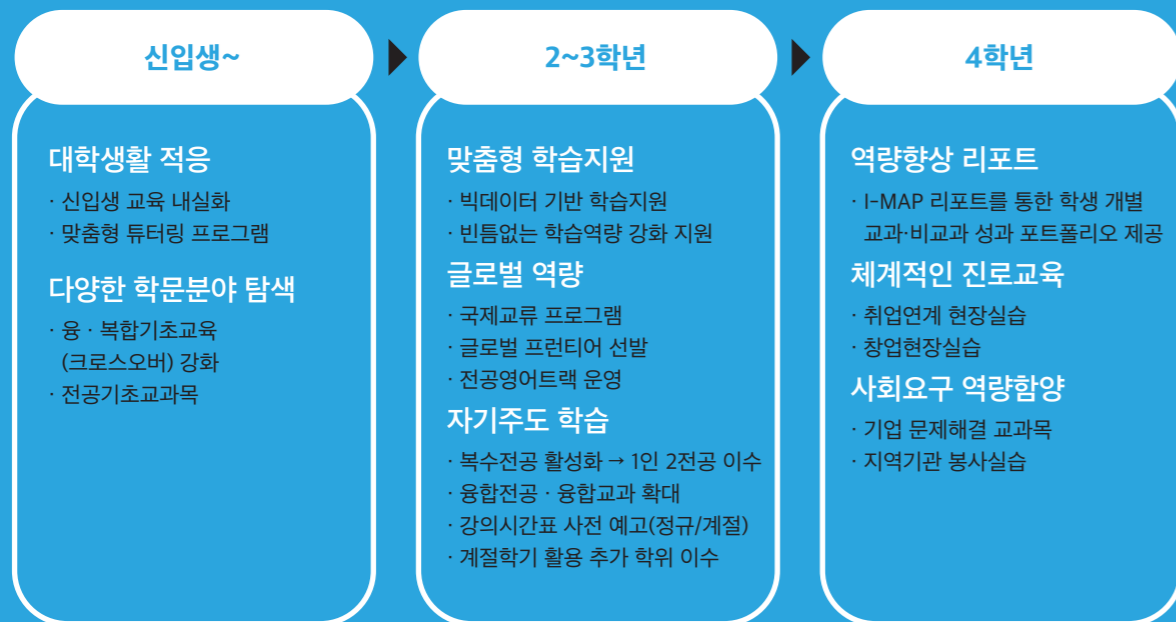 신입생~
대학생활 적응
· 신입생 교육 내실화
· 맞춤형 튜터링 프로그램
다양한 학문분야 탐색
· 융 · 복합기초교육
(크로스오버) 강화
· 전공기초교과목
2~3학년
맞춤형 학습지원
· 빅데이터 기반 학습지원
· 빈틈없는 학습역량 강화 지원
글로벌 역량
· 국제교류 프로그램
· 글로벌 프런티어 선발
· 전공영어트랙 운영
자기주도 학습
· 복수전공 활성화 → 1인 2전공 이수
· 융합전공 · 융합교과 확대
· 강의시간표 사전 예고(정규/계절)
· 계절학기 활용 추가 학위 이수
4학년
역량향상 리포트
· I-MAP 리포트를 통한 학생 개별
교과·비교과 성과 포트폴리오 제공
체계적인 진로교육
· 취업연계 현장실습
· 창업현장실습
사회요구 역량함양
· 기업 문제해결 교과목
· 지역기관 봉사실습